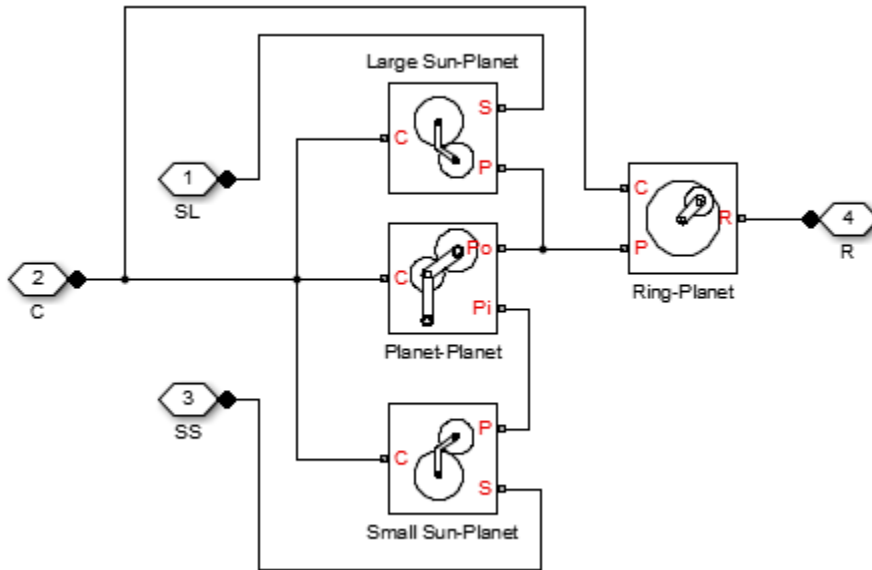 Large Sun-Planet
S
C
P
1
SL
C
R
P
4
R
Ring-Planet
Po
C
Pi
2
C
Planet-Planet
3
SS
P
C
S
Small Sun-Planet